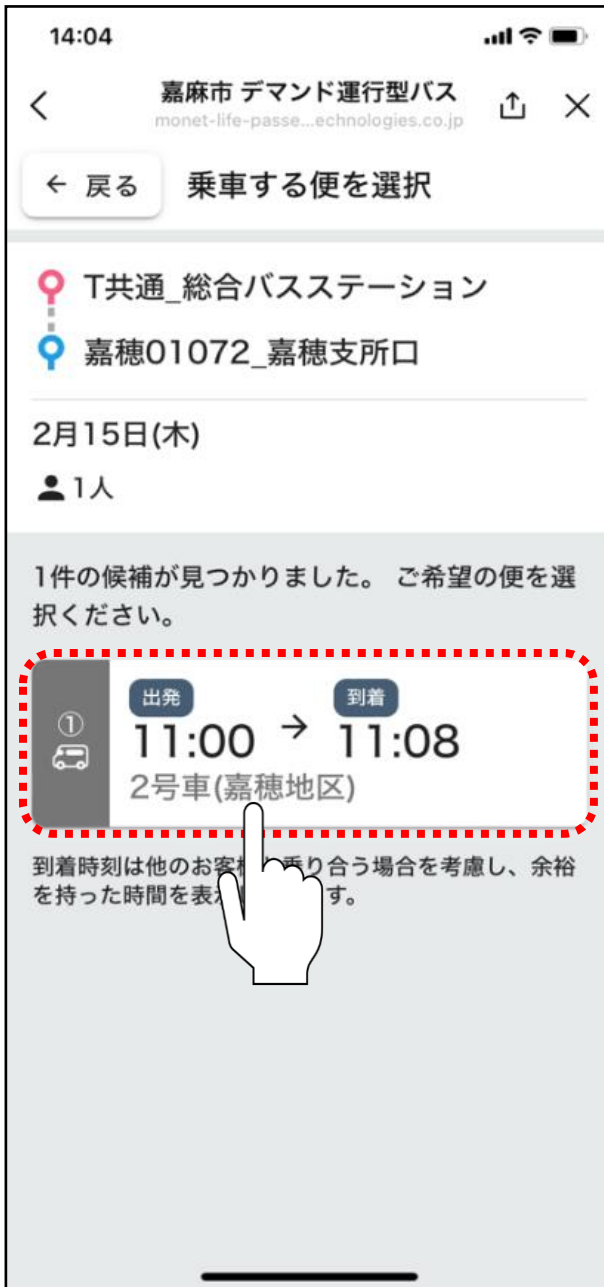 14:04
嘉麻市 デマンド運行型バス
monet-life-passe...echnologies.co.jp
← 戻る 乗車する便を選択
T共通_総合バスステーション
嘉穂01072_嘉穂支所口
2月15日(木)
1人
1件の候補が見つかりました。 ご希望の便を選
択ください。
出発 到着
① 11:00 → 11:08
2号車(嘉穂地区)
到着時刻は他のお客 乗り合う場合を考慮し、余裕
を持った時間を表 す。